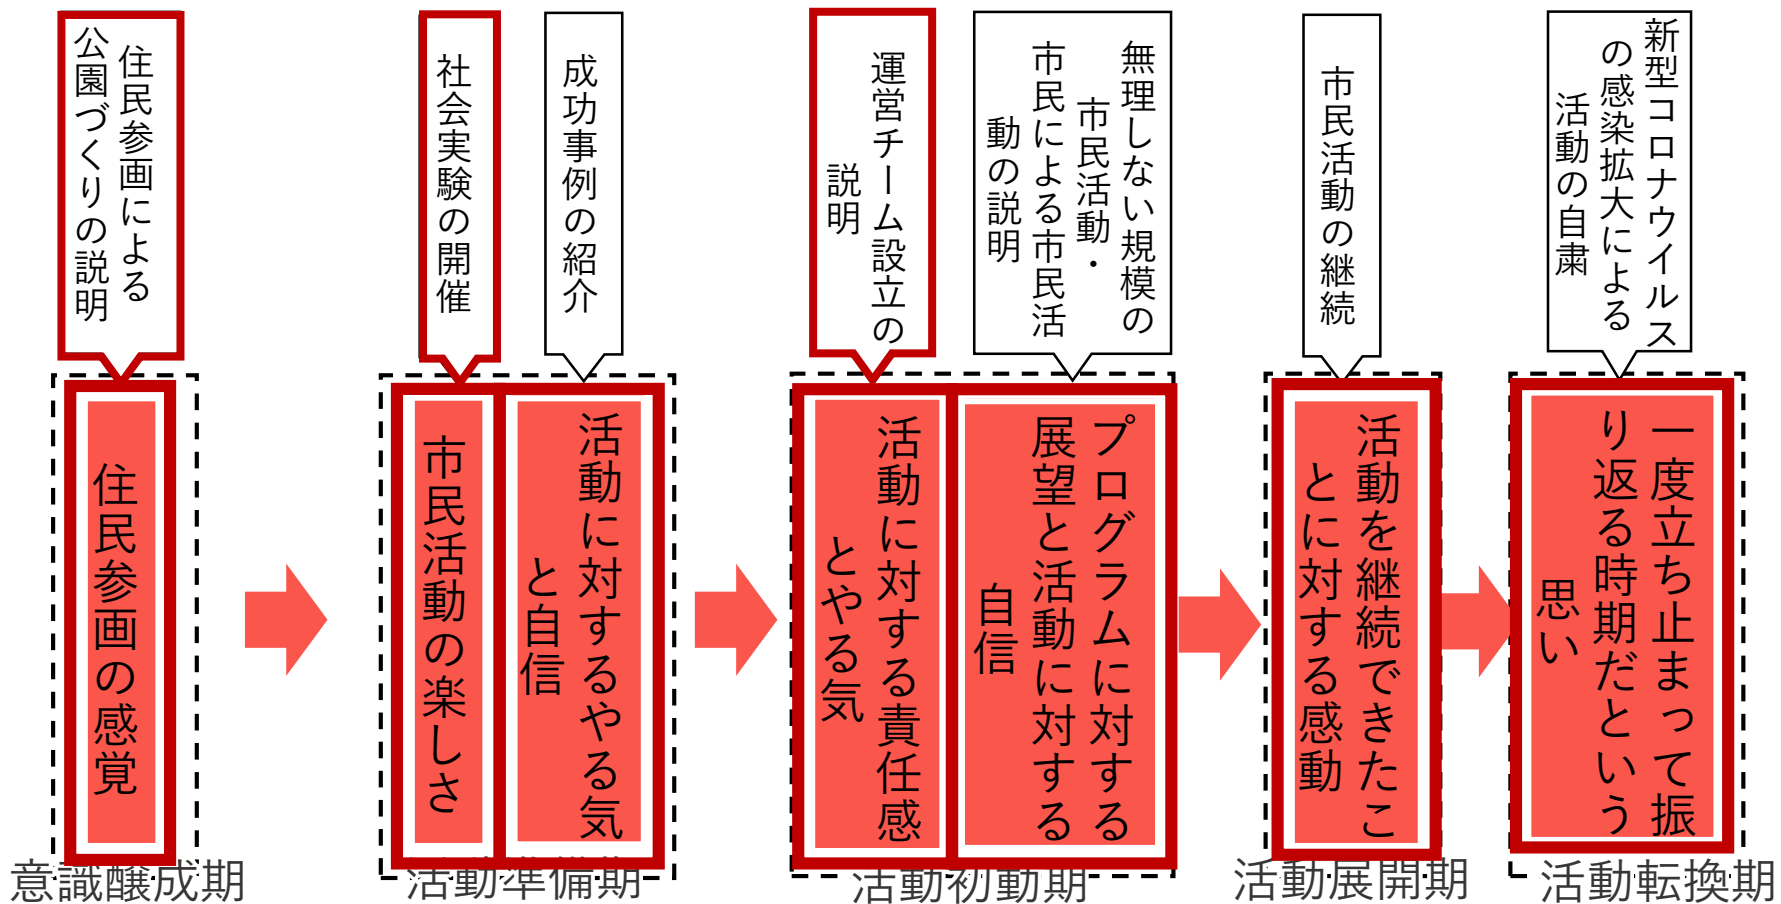 住民参画による
公園づくりの説明
社会実験の開催
成功事例の紹介
運営チーム設立の
説明
無理しない規模の
市民活動・
市民による市民活
動の説明
市民活動の継続
新型コロナウイルス
の感染拡大による
活動の自粛
住民参画の感覚
市民活動の楽しさ
活動に対するやる気
と自信
活動に対する責任感
とやる気
プログラムに対する
展望と活動に対する
自信
活動を継続できたこ
とに対する感動
一度立ち止まって振
り返る時期だという
思い
意識醸成期
活動準備期
活動初動期
活動展開期
活動転換期